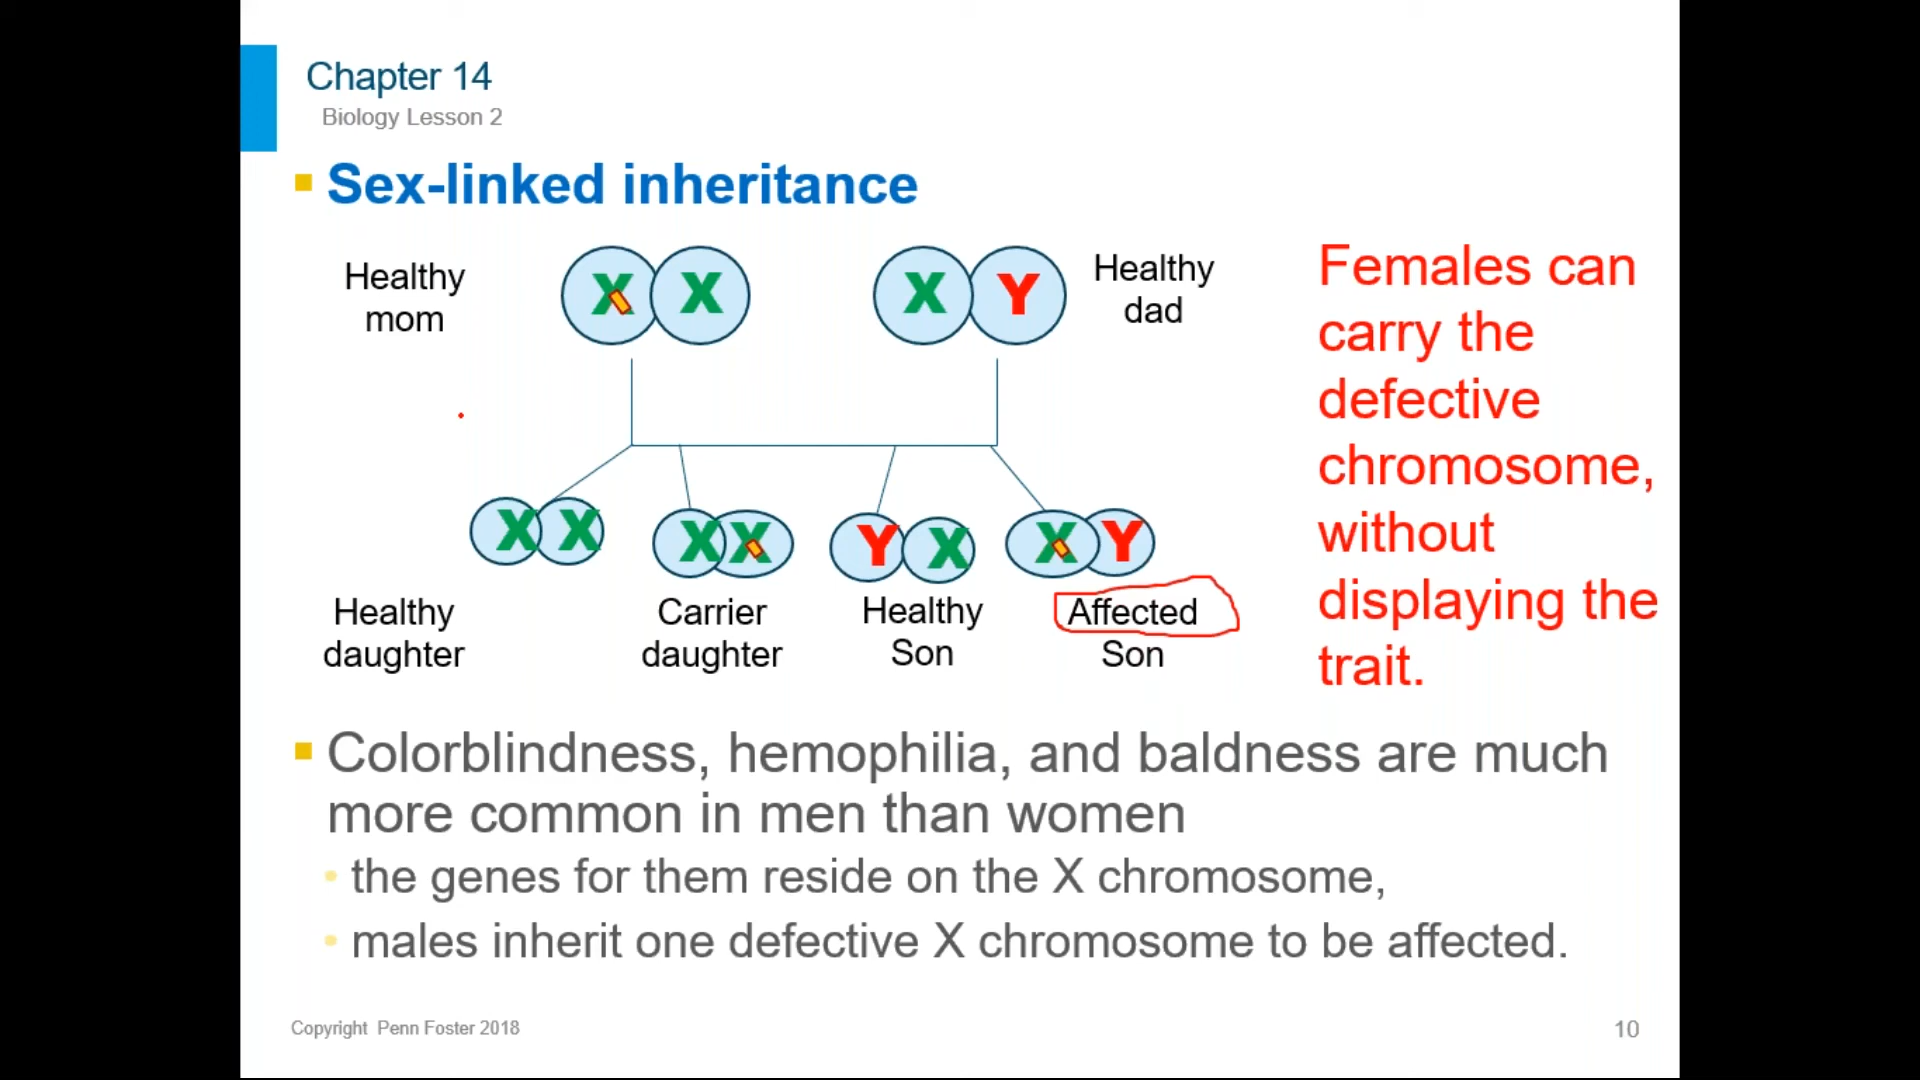 Chapter 14
Biology Lesson 2
Sex-linked inheritance
Healthy
mom
X X
X Y
Healthy
dad
Females can
carry the
defective
chromosome,
without
displaying the
trait.
X X
X X
Y X
X Y
Healthy
daughter
Carrier
daughter
Healthy
Son
Affected
Son
Colorblindness, hemophilia, and baldness are much
more common in men than women
the genes for them reside on the X chromosome,
males inherit one defective X chromosome to be affected.
Copyright Penn Foster 2018
10